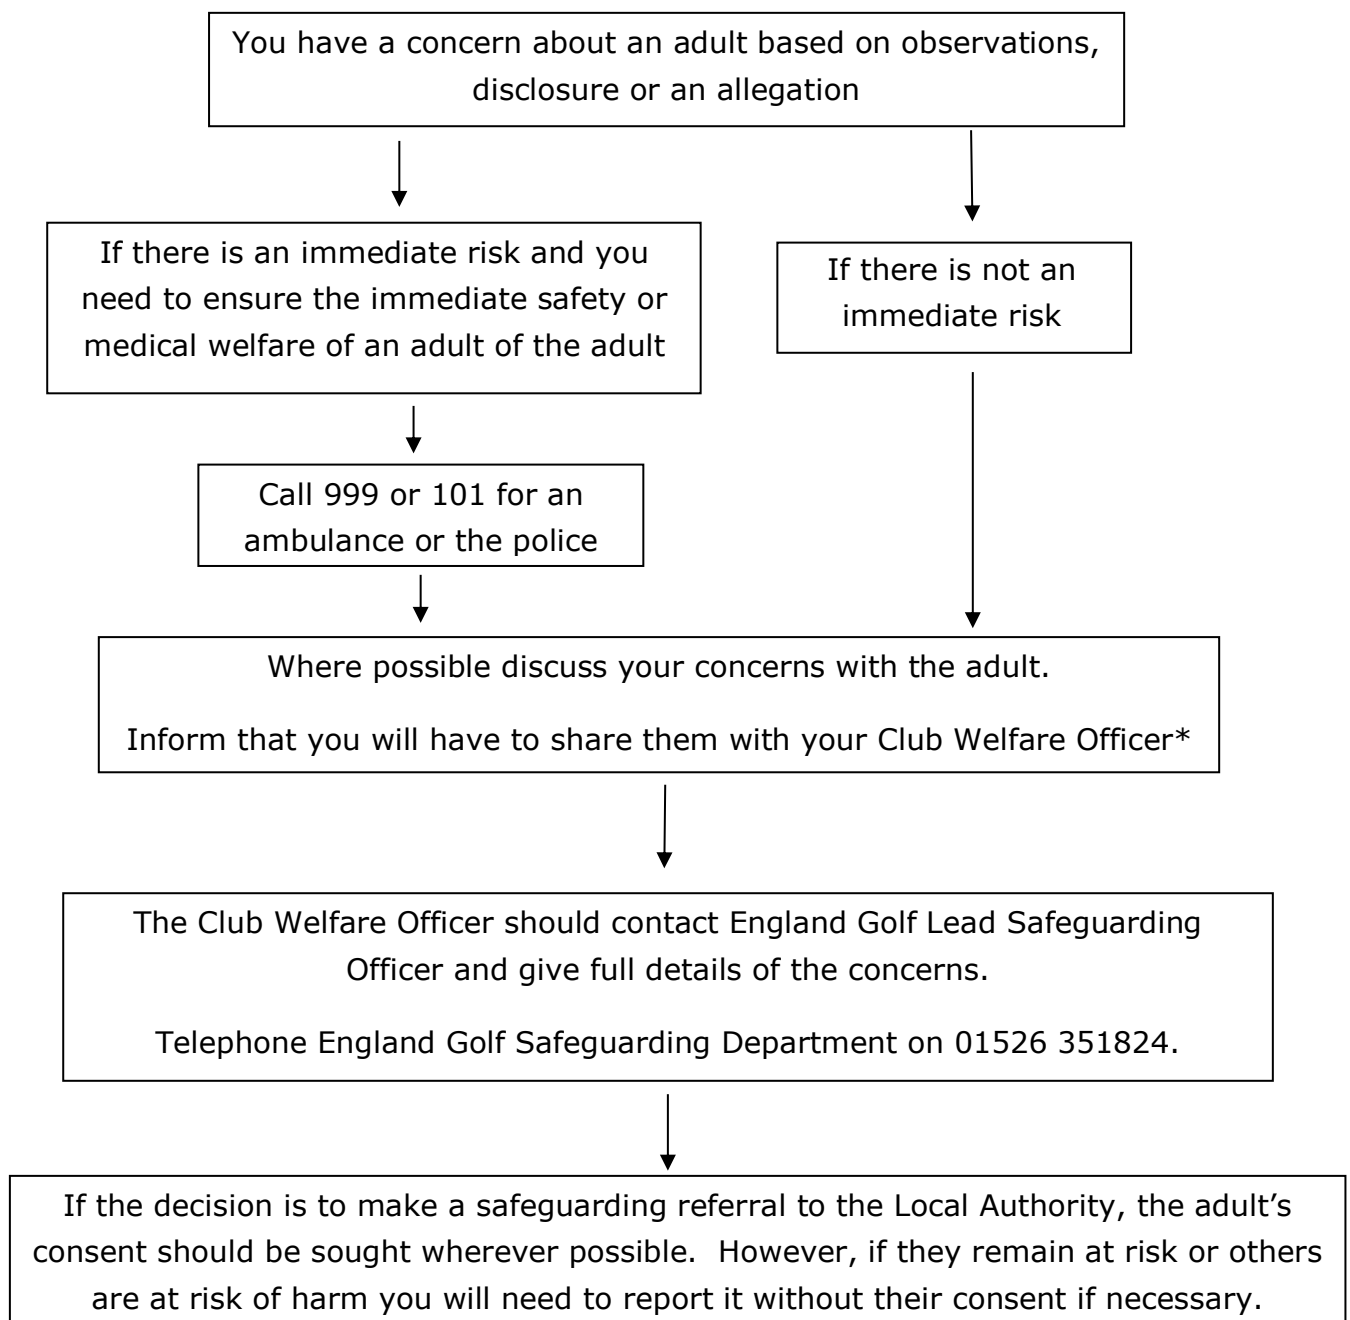 You have a concern about an adult based on observations,
disclosure or an allegation
If there is an immediate risk and you
need to ensure the immediate safety or
medical welfare of an adult of the adult
If there is not an
immediate risk
Call 999 or 101 for an
ambulance or the police
Where possible discuss your concerns with the adult.
Inform that you will have to share them with your Club Welfare Officer*
The Club Welfare Officer should contact England Golf Lead Safeguarding
Officer and give full details of the concerns.
Telephone England Golf Safeguarding Department on 01526 351824.
If the decision is to make a safeguarding referral to the Local Authority, the adult’s
consent should be sought wherever possible.  However, if they remain at risk or others
are at risk of harm you will need to report it without their consent if necessary.